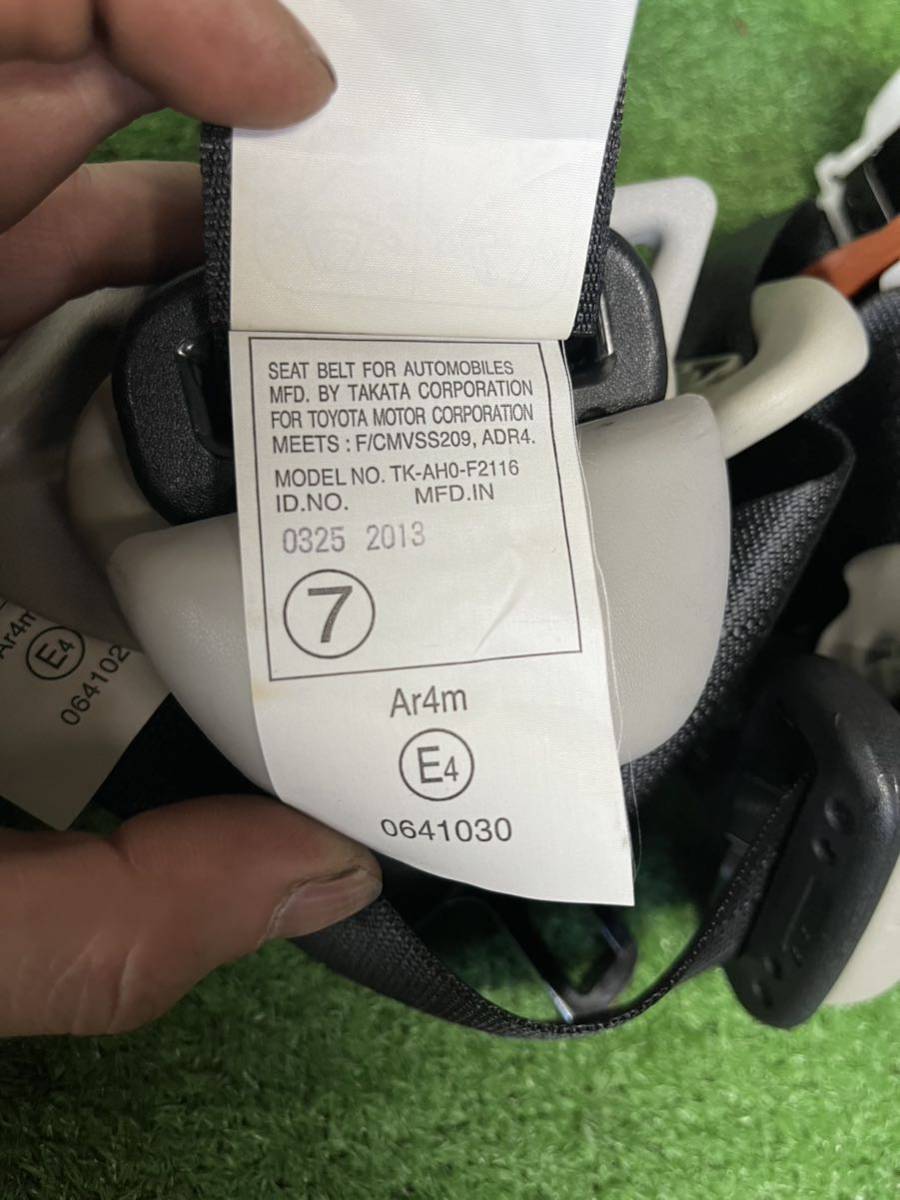 SEAT BELT FOR AUTOMOBILES
MFD. BY TAKATA CORPORATION
FOR TOYOTA MOTOR CORPORATION
MEETS : F/CMVSS209, ADR4.
MODEL NO. TK-AH0-F2116
ID.NO. MFD.IN
0325 2013
7
Ar4m
E4
0641030
Ar4m
E4
064102